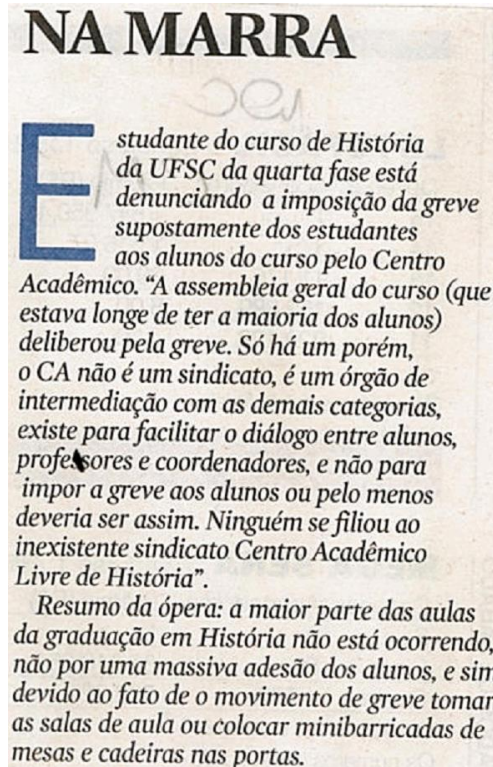 NA MARRA
Estudante do curso de História
da UFSC da quarta fase está
denunciando a imposição da greve
supostamente dos estudantes
aos alunos do curso pelo Centro
Acadêmico. “A assembleia geral do curso (que
estava longe de ter a maioria dos alunos)
deliberou pela greve. Só há um porém,
o CA não é um sindicato, é um órgão de
intermediação com as demais categorias,
existe para facilitar o diálogo entre alunos,
professores e coordenadores, e não para
impor a greve aos alunos ou pelo menos
deveria ser assim. Ninguém se filiou ao
inexistente sindicato Centro Acadêmico
Livre de História”.
Resumo da ópera: a maior parte das aulas
da graduação em História não está ocorrendo,
não por uma massiva adesão dos alunos, e sim
devido ao fato de o movimento de greve tomar
as salas de aula ou colocar minibarricadas de
mesas e cadeiras nas portas.